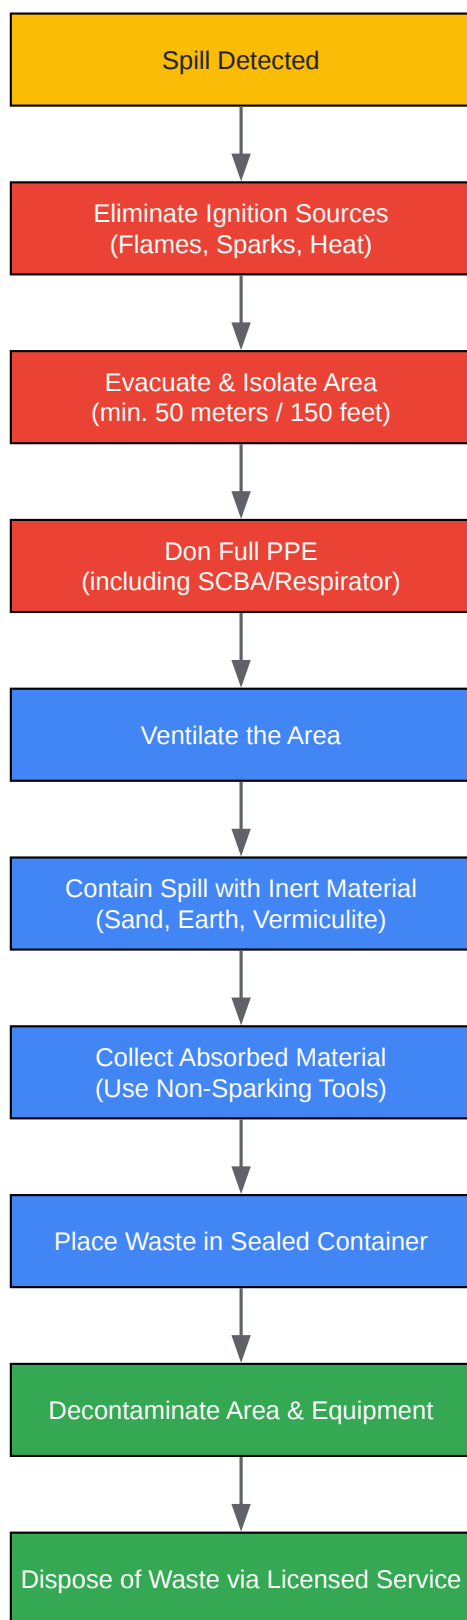 Spill Detected
Eliminate Ignition Sources
(Flames, Sparks, Heat)
Evacuate & Isolate Area
(min. 50 meters / 150 feet)
Don Full PPE
(including SCBA/Respirator)
Ventilate the Area
Contain Spill with Inert Material
(Sand, Earth, Vermiculite)
Collect Absorbed Material
(Use Non-Sparking Tools)
Place Waste in Sealed Container
Decontaminate Area & Equipment
Dispose of Waste via Licensed Service